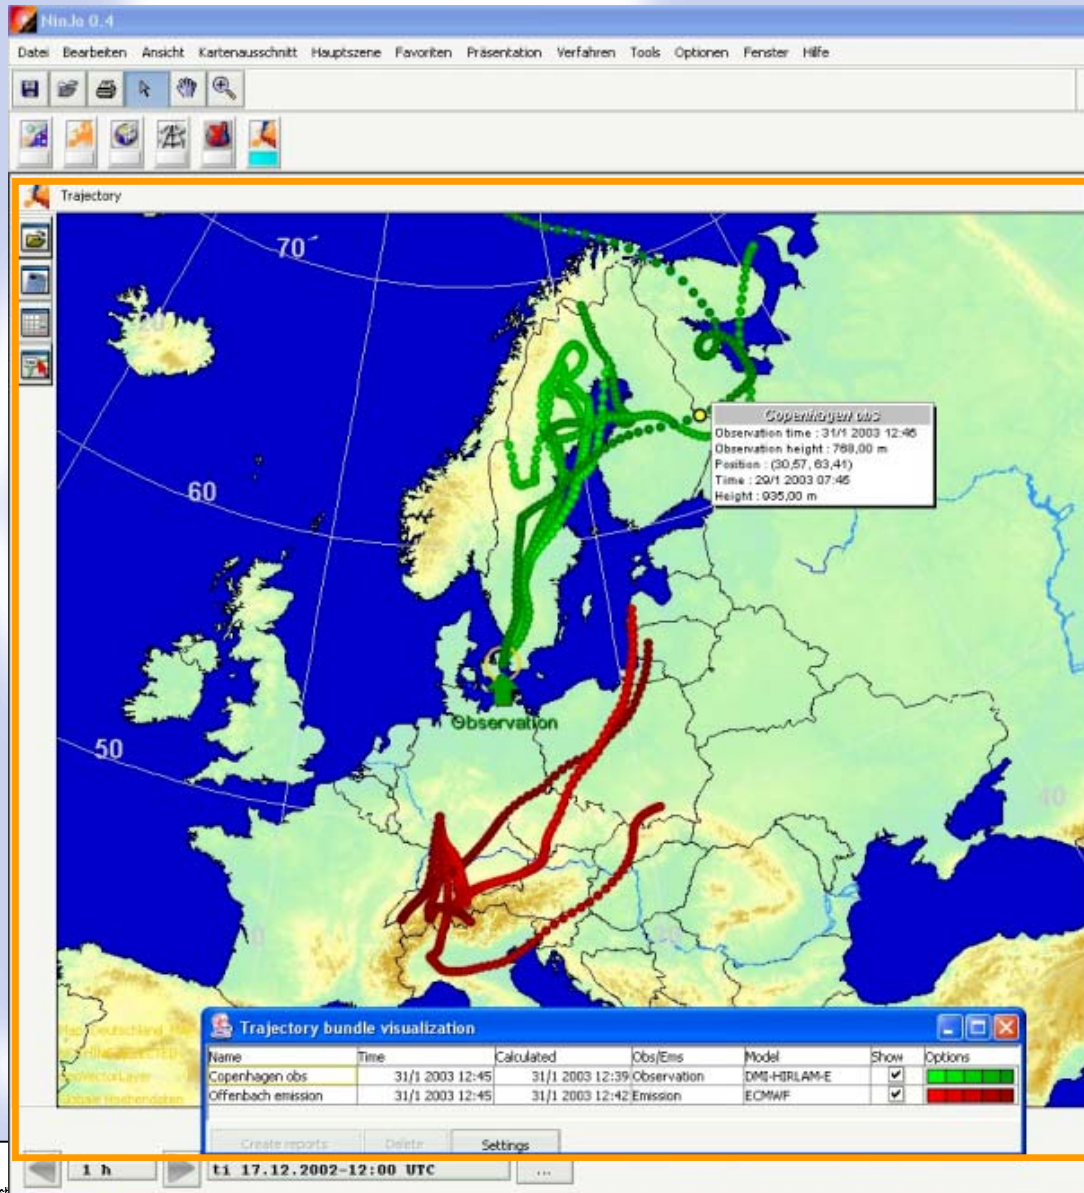 NinJo 0.4
Datei Bearbeiten Ansicht Kartenausschnitt Hauptszene Favoriten Präsentation Verfahren Tools Optionen Fenster Hilfe
Trajectory
70
20
Copenhagen obs
Observation time : 31/1 2003 12:45
Observation height : 768,00 m
Position : (30,57, 63,41)
Time : 29/1 2003 07:45
Height : 935,00 m
60
Observation
50
40
0
20
Trajectory bundle visualization
Name Time Calculated Obs/Ems Model Show Options
Copenhagen obs 31/1 2003 12:45 31/1 2003 12:39 Observation DMI-HIRLAM-E
Offenbach emission 31/1 2003 12:45 31/1 2003 12:42 Emission ECMWF
Create reports Delete Settings
1 h ti 17.12.2002-12:00 UTC ...